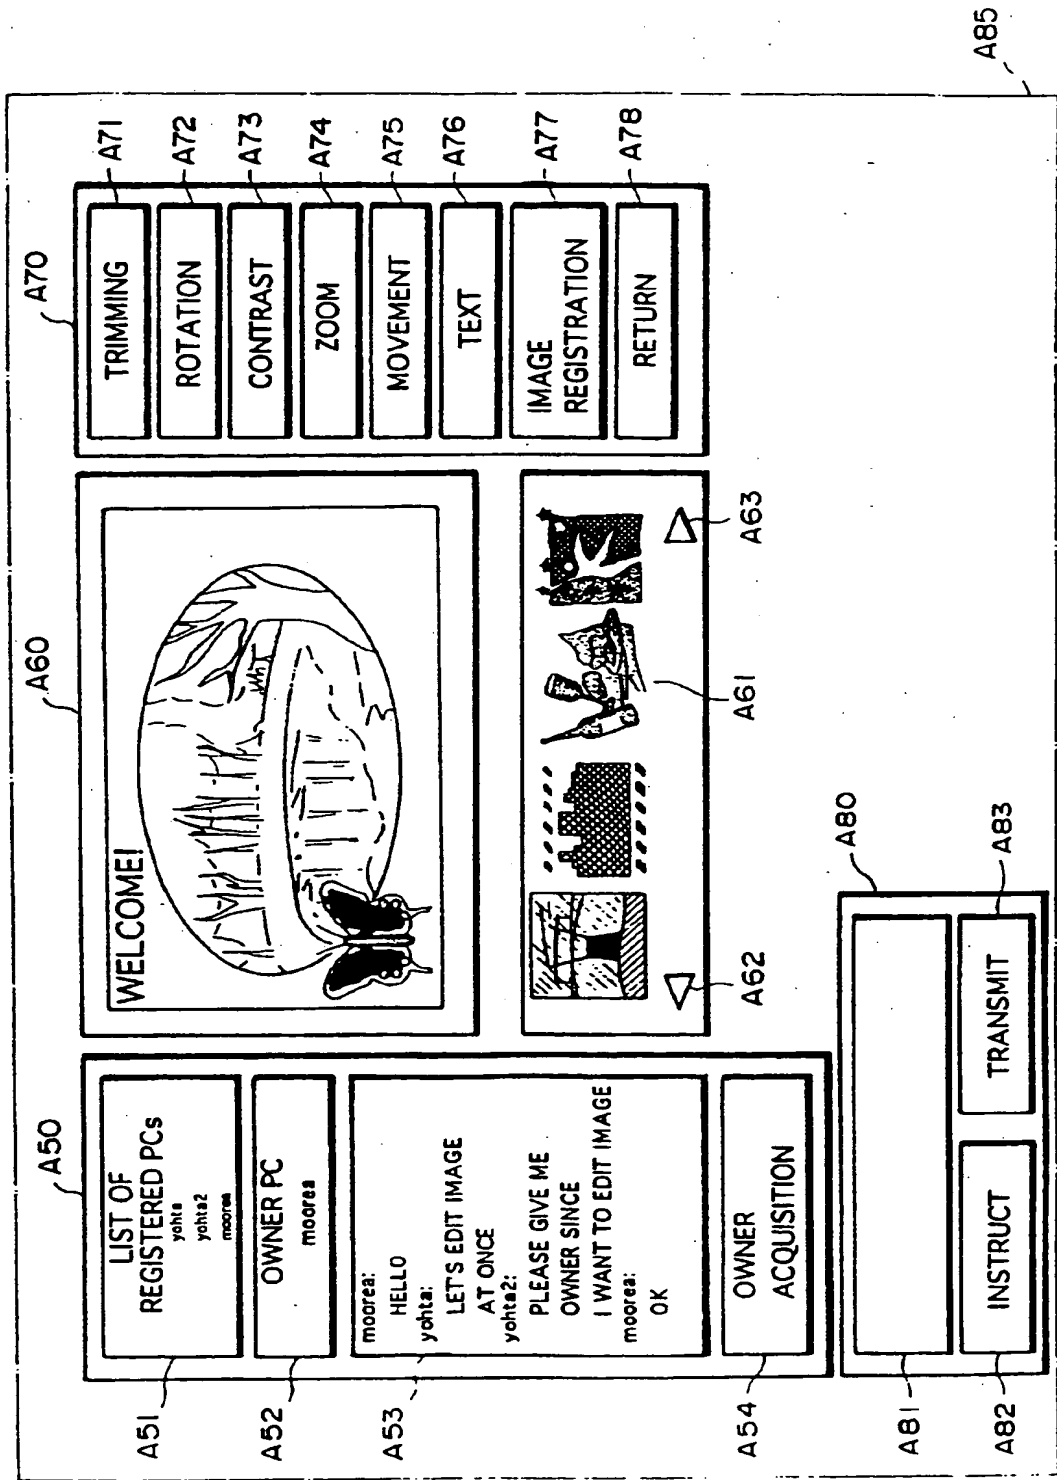 A50
A60
A70
A85
LIST OF
REGISTERED PCs
yohta
yohta2
moorea
A51
OWNER PC
moorea
A52
moorea:
HELLO
yohta:
LET'S EDIT IMAGE
AT ONCE
yohta2:
PLEASE GIVE ME
OWNER SINCE
I WANT TO EDIT IMAGE
moorea:
OK
A53
OWNER
ACQUISITION
A54
WELCOME!
A61
A62
A63
TRIMMING
A71
ROTATION
A72
CONTRAST
A73
ZOOM
A74
MOVEMENT
A75
TEXT
A76
IMAGE
REGISTRATION
A77
RETURN
A78
A80
A81
INSTRUCT
A82
TRANSMIT
A83